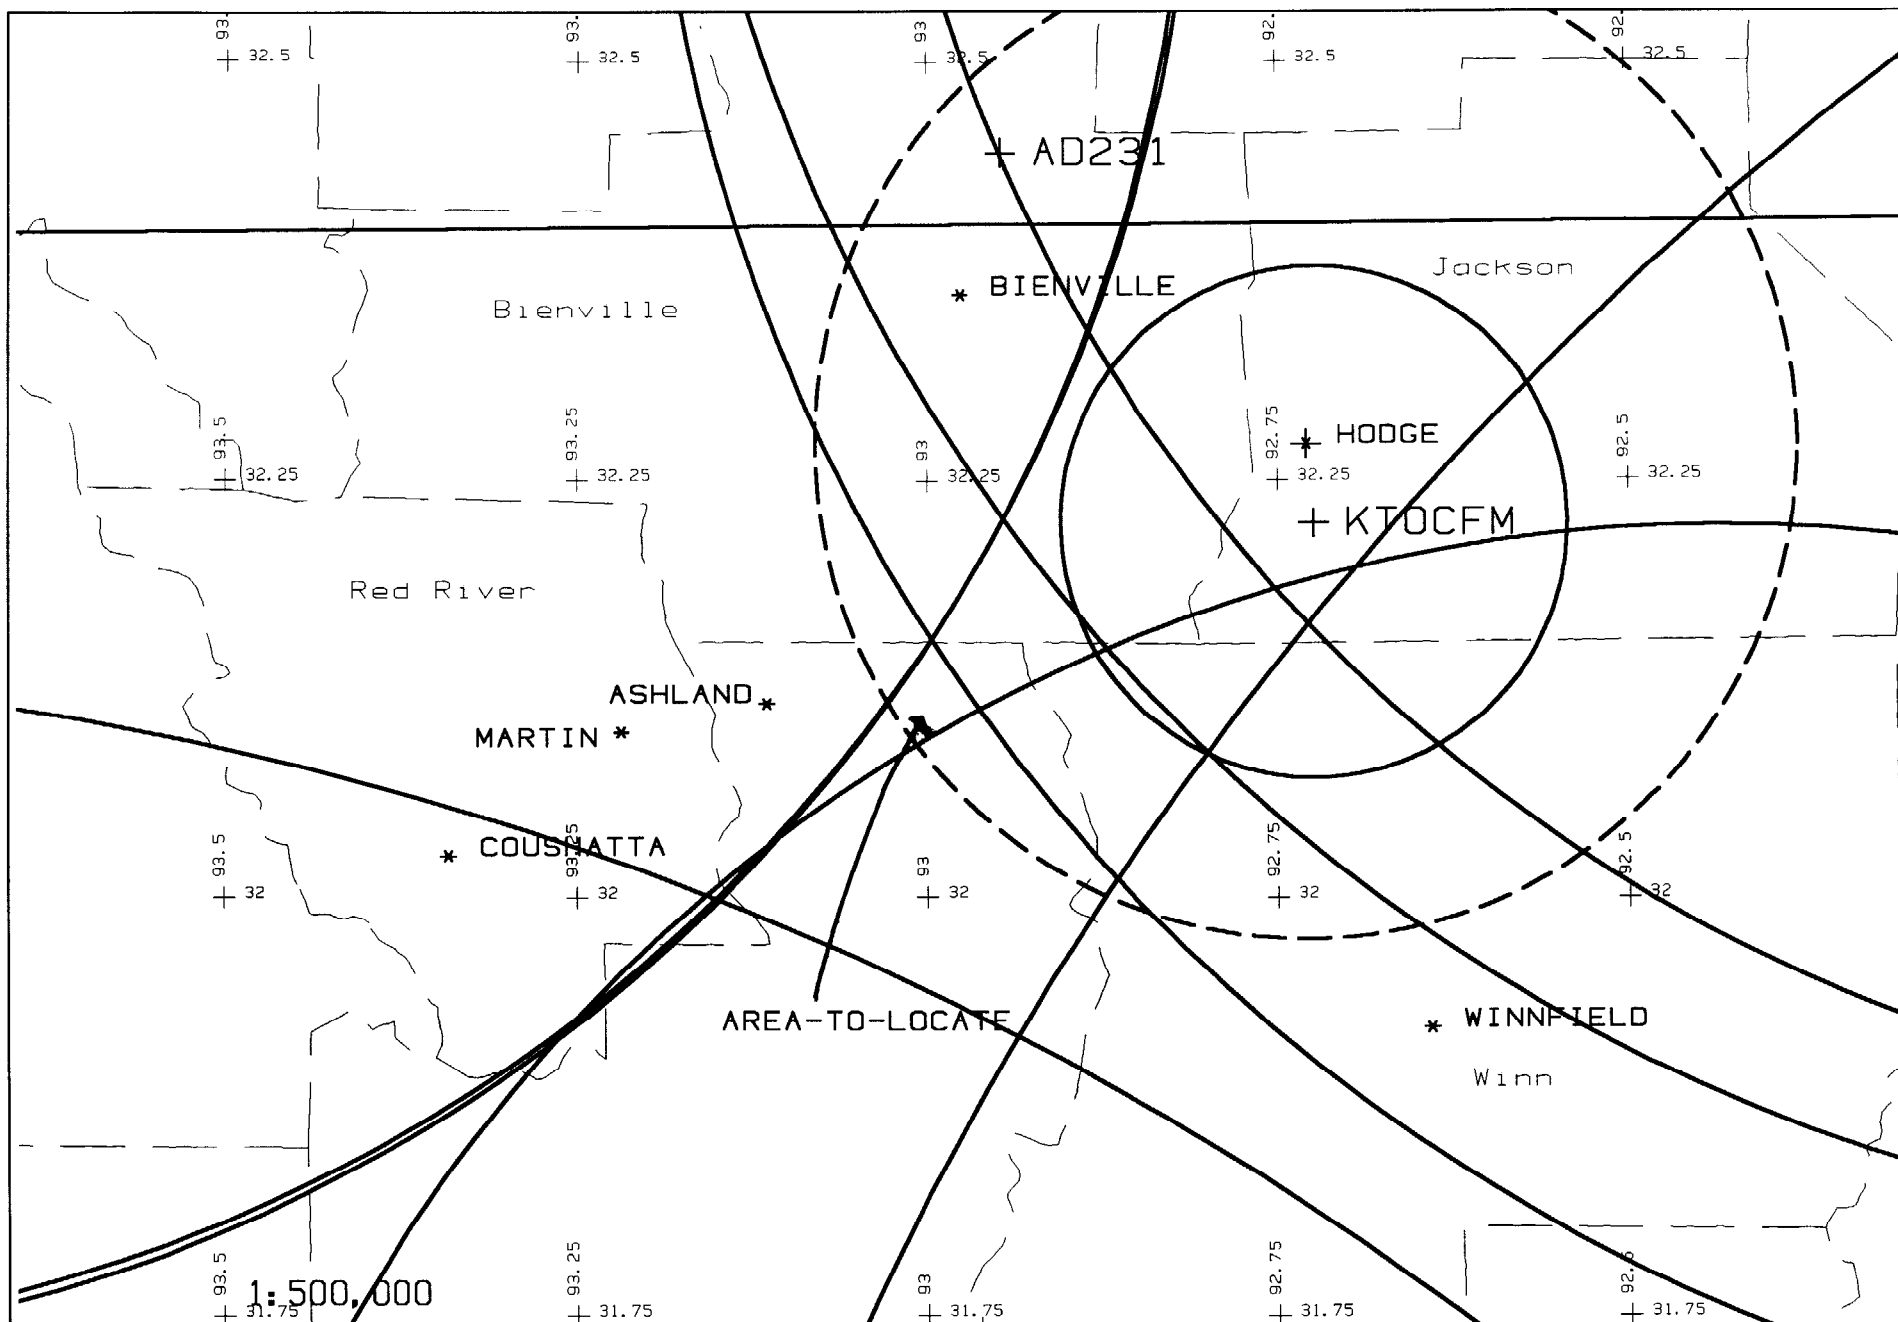 93. 93. 93. 92. 92.
32.5 32.5 32.5 32.5 32.5
AD231
Jackson
BIENVILLE
Bienville
93.5 93.25 93 92.75 92.5
HODGE
32.25 32.25 32.25 32.25 32.25
KTOCFM
Red River
ASHLAND
MARTIN
93.5 93.25 93 92.75 92.5
COUSHATTA
32 32 32 32 32
AREA-TO-LOCATE
WINNFIELD
Winn
93.5 93.25 93 92.75 92.5
1:500,000
31.75 31.75 31.75 31.75 31.75